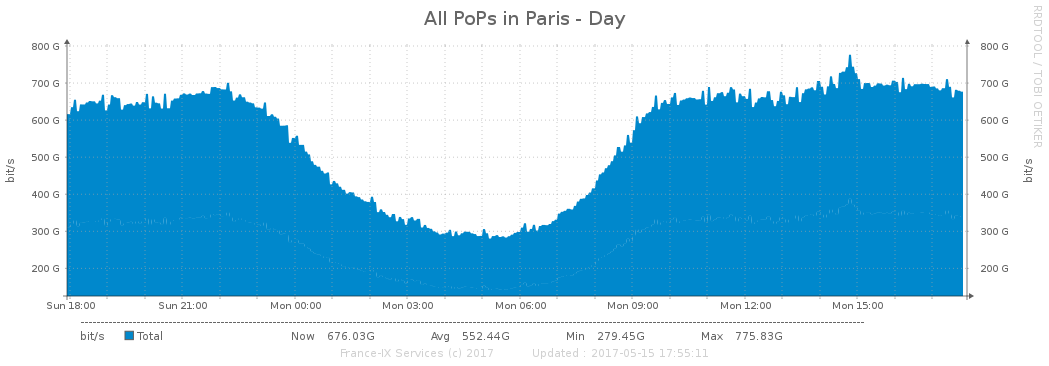 All PoPs in Paris - Day
RRDTOOL / TOBI OETIKER
bit/s
800 G 800 G
700 G 700 G
600 G 600 G
500 G 500 G
400 G 400 G
300 G 300 G
200 G 200 G
bit/s
Sun 18:00 Sun 21:00 Mon 00:00 Mon 03:00 Mon 06:00 Mon 09:00 Mon 12:00 Mon 15:00
bit/s Total Now 676.03G Avg 552.44G Min 279.45G Max 775.83G
France-IX Services (c) 2017 Updated : 2017-05-15 17:55:11